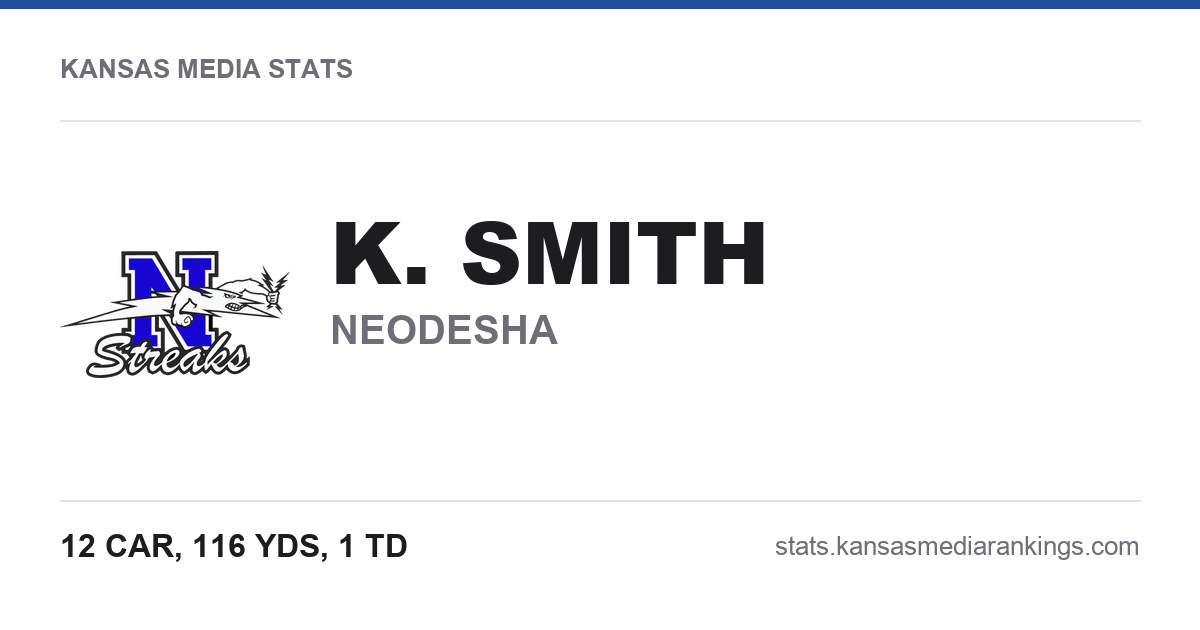 KANSAS MEDIA STATS
K. SMITH
NEODESHA
N
Streaks
12 CAR, 116 YDS, 1 TD
stats.kansasmediarankings.com